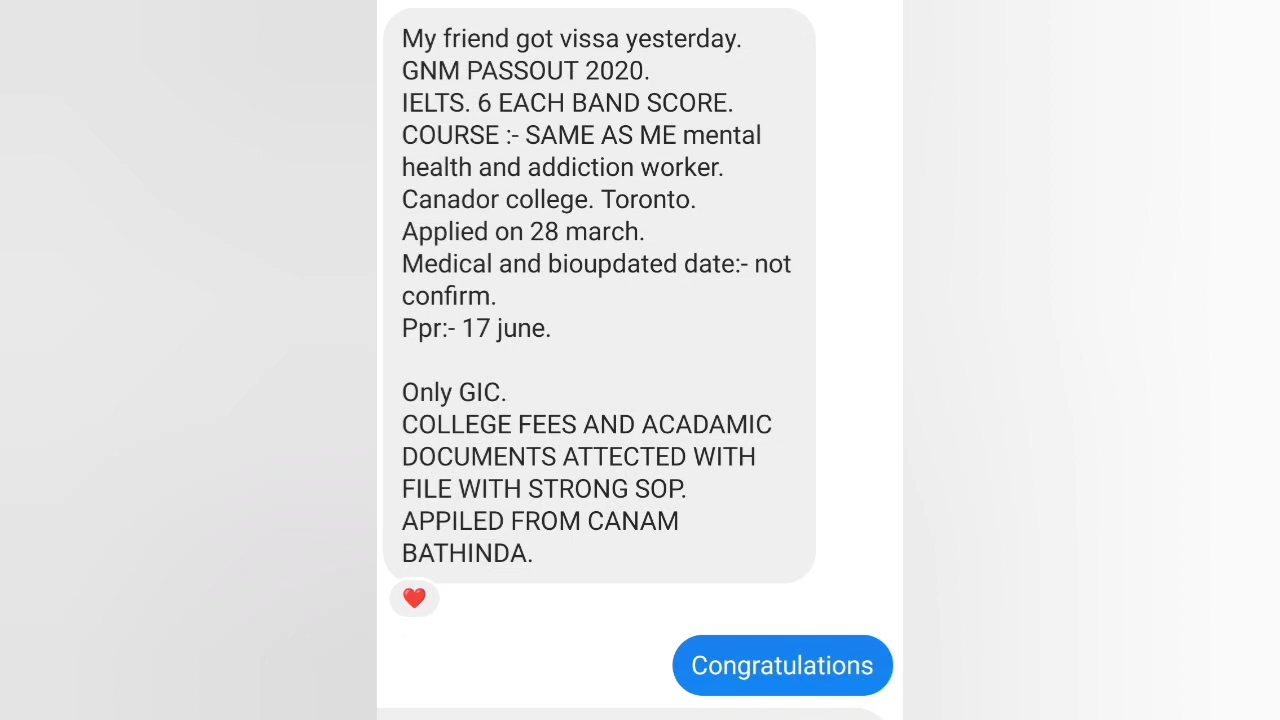 My friend got vissa yesterday.
GNM PASSOUT 2020.
IELTS. 6 EACH BAND SCORE.
COURSE :- SAME AS ME mental
health and addiction worker.
Canador college. Toronto.
Applied on 28 march.
Medical and bioupdated date:- not
confirm.
Ppr:- 17 june.
Only GIC.
COLLEGE FEES AND ACADAMIC
DOCUMENTS ATTECTED WITH
FILE WITH STRONG SOP.
APPILED FROM CANAM
BATHINDA.
Congratulations